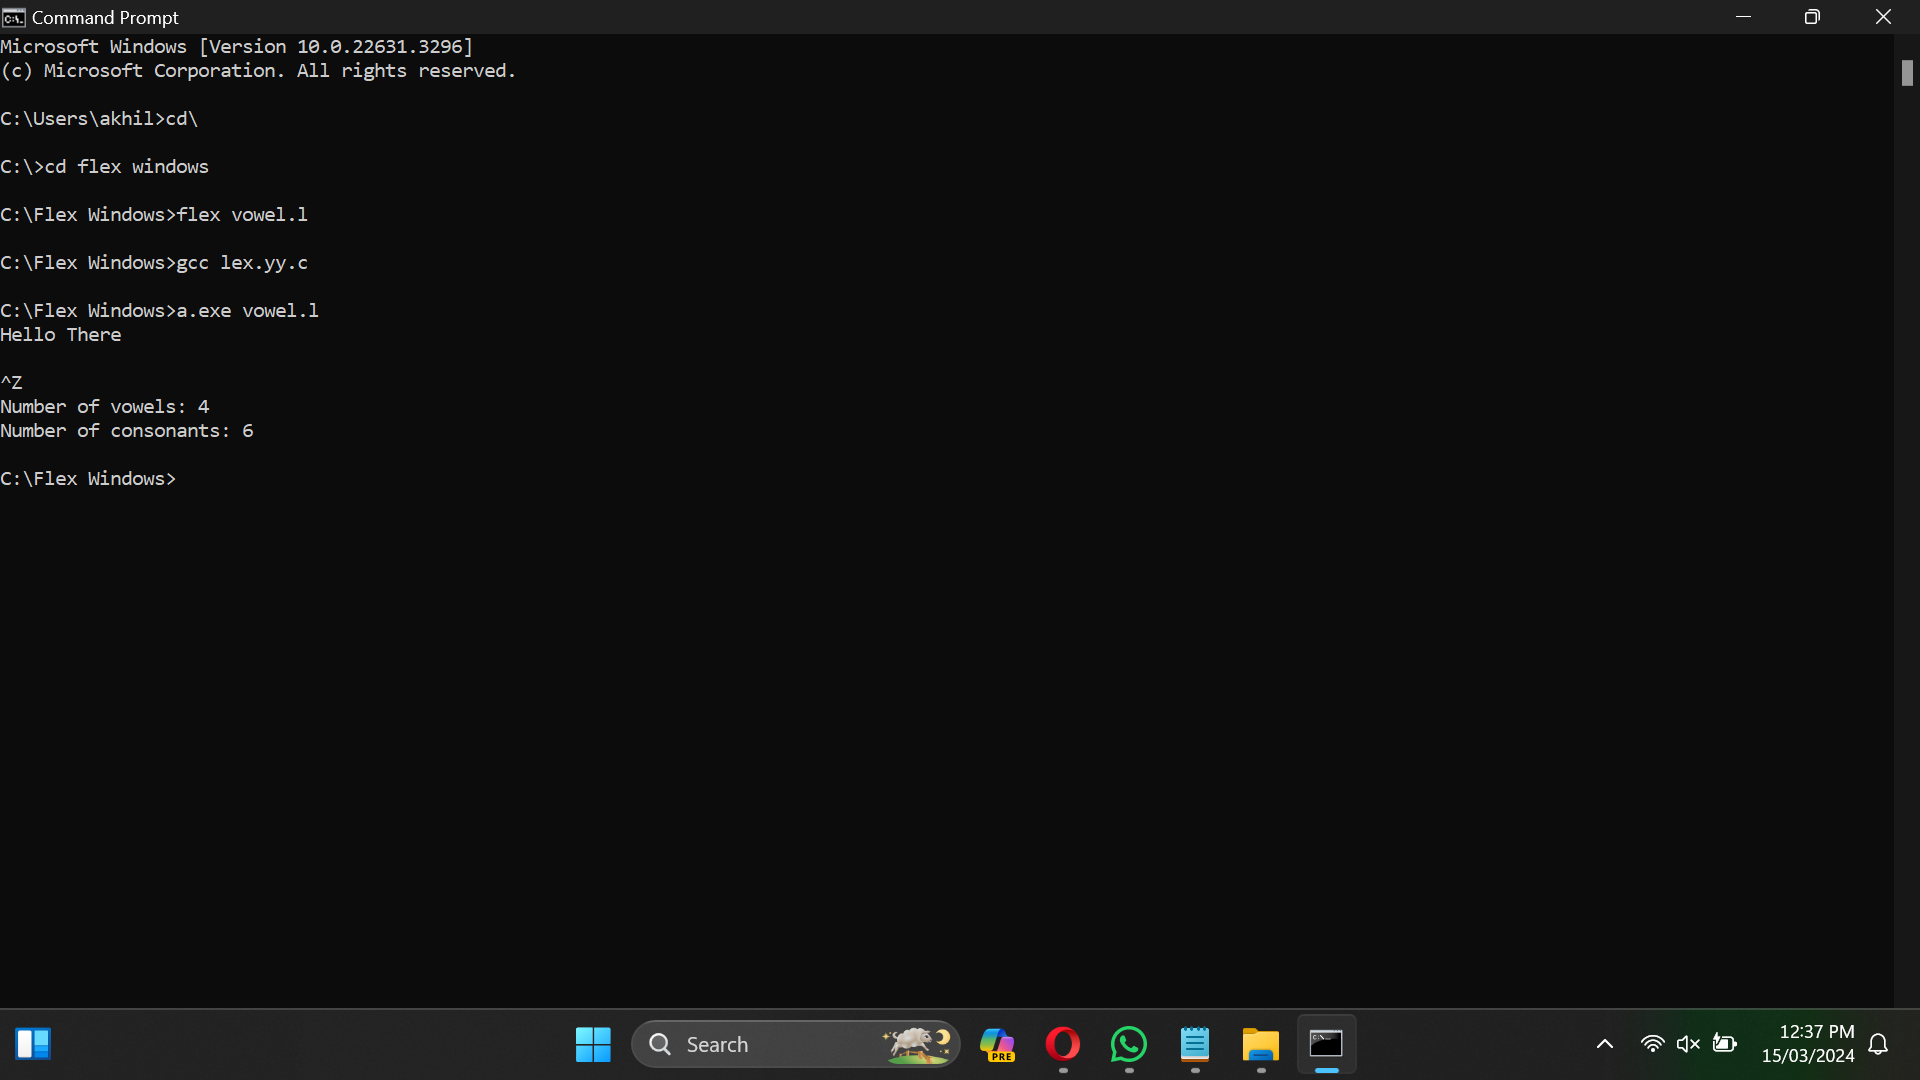 Command Prompt
Microsoft Windows [Version 10.0.22631.3296]
(c) Microsoft Corporation. All rights reserved.
C:\Users\akhil>cd\
C:\>cd flex windows
C:\Flex Windows>flex vowel.l
C:\Flex Windows>gcc lex.yy.c
C:\Flex Windows>a.exe vowel.l
Hello There
^Z
Number of vowels: 4
Number of consonants: 6
C:\Flex Windows>
Search
PRE
12:37 PM
15/03/2024